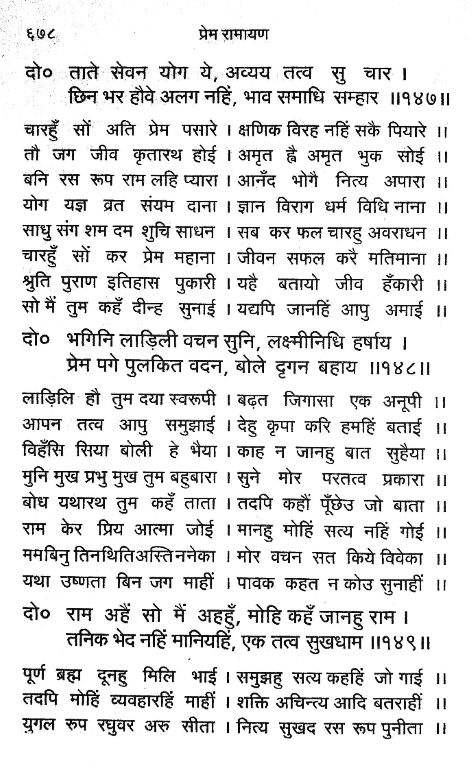 ६७८ प्रेम रामायण
दो० ताते सेवन योग ये, अव्यय तत्व सु चार ।
छिन भर हौवे अलग नहिं, भाव समाधि सम्हार ॥१४७॥
चारहुँ सों अति प्रेम पसारे । क्षणिक विरह नहिं सकै पियारे ।।
तौ जग जीव कृतारथ होई । अमृत ह्वै अमृत भुक सोई ।।
बनि रस रूप राम लहि प्यारा । आनँद भोगै नित्य अपारा ।।
योग यज्ञ व्रत संयम दाना । ज्ञान विराग धर्म विधि नाना ।।
साधु संग शम दम शुचि साधन । सब कर फल चारहु अवराधन ।।
चारहुँ सों कर प्रेम महाना । जीवन सफल करै मतिमाना ।।
श्रुति पुराण इतिहास पुकारी । यहै बतायो जीव हँकारी ।।
सो मैं तुम कहँ दीन्ह सुनाई । यद्यपि जानहिं आपु अमाई ।।
दो० भगिनि लाड़िली वचन सुनि, लक्ष्मीनिधि हर्षाय ।
प्रेम पगे पुलकित वदन, बोले दृगन बहाय ॥१४८॥
लाड़िलि हौ तुम दया स्वरूपी । बढ़त जिगासा एक अनूपी ।।
आपन तत्व आपु समुझाई । देहु कृपा करि हमहिं बताई ।।
विहँसि सिया बोली हे भैया । काह न जानहु बात सुहैया ।।
मुनि मुख प्रभु मुख तुम बहुबारा । सुने मोर परतत्व प्रकारा ।।
बोध यथारथ तुम कहँ ताता । तदपि कहौं पूँछेउ जो बाता ।।
राम केर प्रिय आत्मा जोई । मानहु मोहिं सत्य नहिं गोई ।।
ममबिनु तिनथितिअस्तिननेका । मोर वचन सत किये विवेका ।।
यथा उष्णता बिन जग माहीं । पावक कहत न कोउ सुनाहीं ।।
दो० राम अहैं सो मैं अहहुँ, मोहि कहँ जानहु राम ।
तनिक भेद नहिं मानियहिं, एक तत्व सुखधाम ॥१४९॥
पूर्ण ब्रह्म दूनहु मिलि भाई । समुझहु सत्य कहहिं जो गाई ।।
तदपि मोहिं व्यवहारहिं माहीं । शक्ति अचिन्त्य आदि बतराहीं ।।
युगल रुप रघुवर अरु सीता । नित्य सुखद रस रूप पुनीता ।।